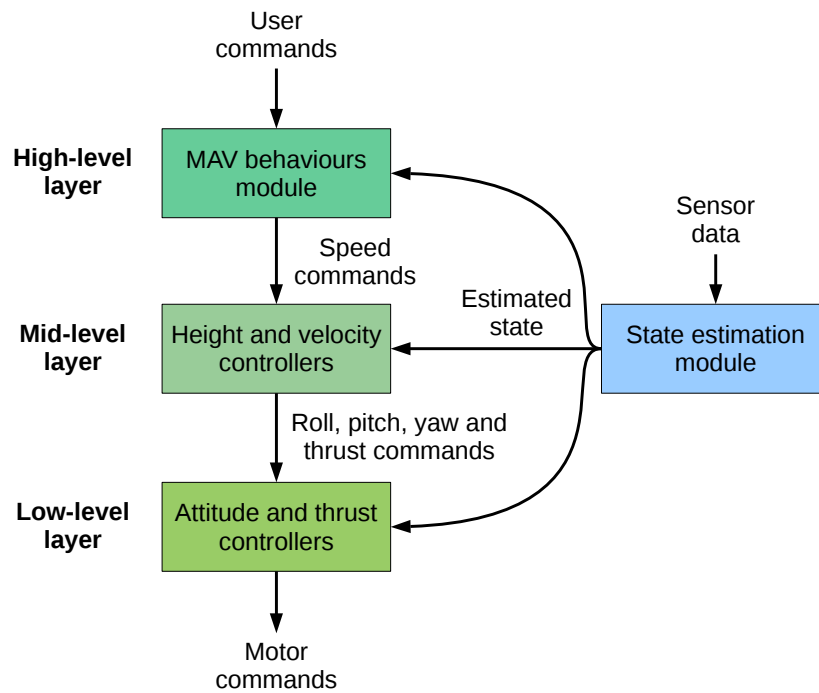 User
commands
High-level
layer
MAV behaviours
module
Sensor
data
Speed
commands
Estimated
state
Mid-level
layer
Height and velocity
controllers
State estimation
module
Roll, pitch, yaw and
thrust commands
Low-level
layer
Attitude and thrust
controllers
Motor
commands